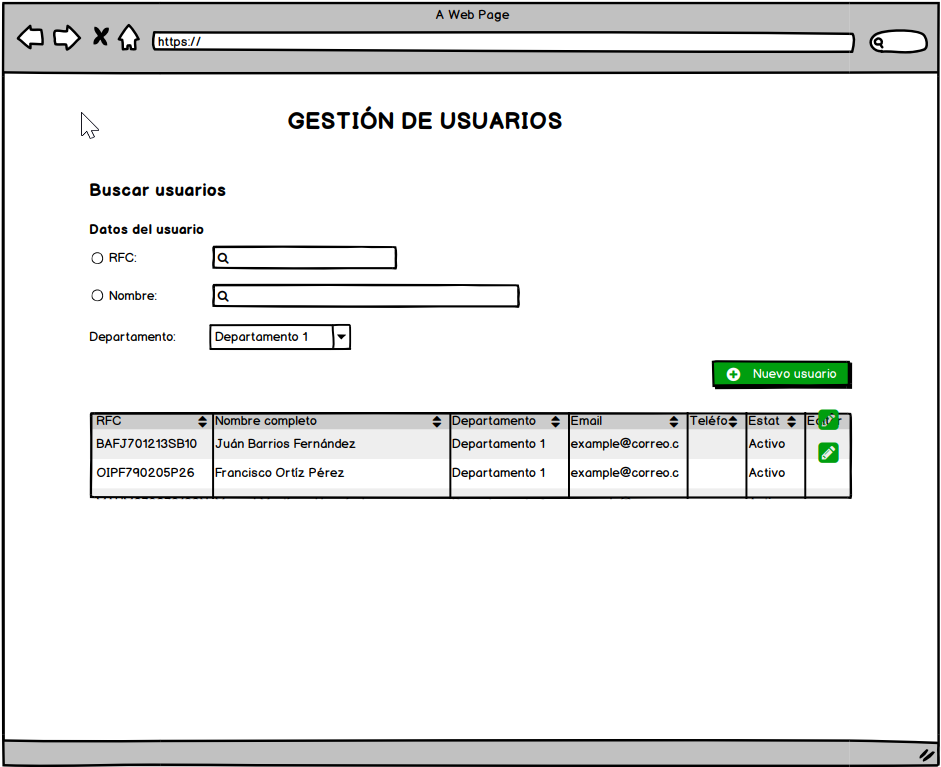 A Web Page
https://
GESTIÓN DE USUARIOS
Buscar usuarios
Datos del usuario
RFC:
Nombre:
Departamento: Departamento 1
Nuevo usuario
RFC Nombre completo Departamento Email Teléfo Estat
BAFJ701213SB10 Juán Barrios Fernández Departamento 1 example@correo.c Activo
OIPF790205P26 Francisco Ortíz Pérez Departamento 1 example@correo.c Activo